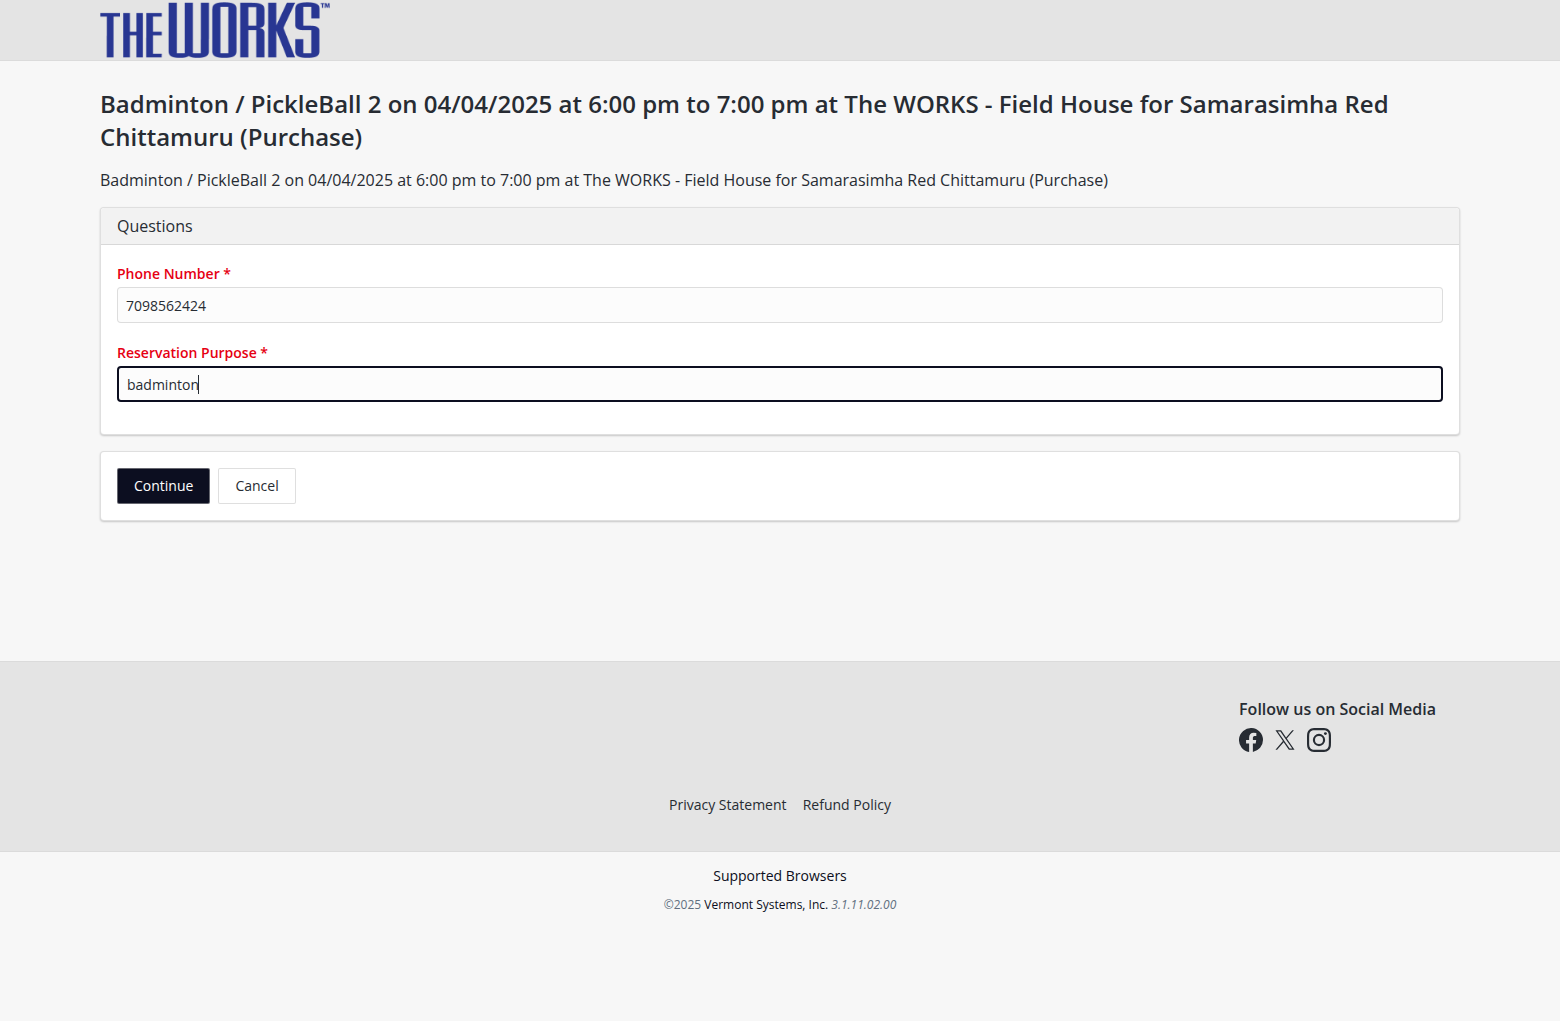 THE WORKS™
Badminton / PickleBall 2 on 04/04/2025 at 6:00 pm to 7:00 pm at The WORKS - Field House for Samarasimha Red
Chittamuru (Purchase)
Badminton / PickleBall 2 on 04/04/2025 at 6:00 pm to 7:00 pm at The WORKS - Field House for Samarasimha Red Chittamuru (Purchase)
Questions
Phone Number *
7098562424
Reservation Purpose *
badminton
Continue Cancel
Follow us on Social Media
Privacy Statement Refund Policy
Supported Browsers
©2025 Vermont Systems, Inc. 3.1.11.02.00